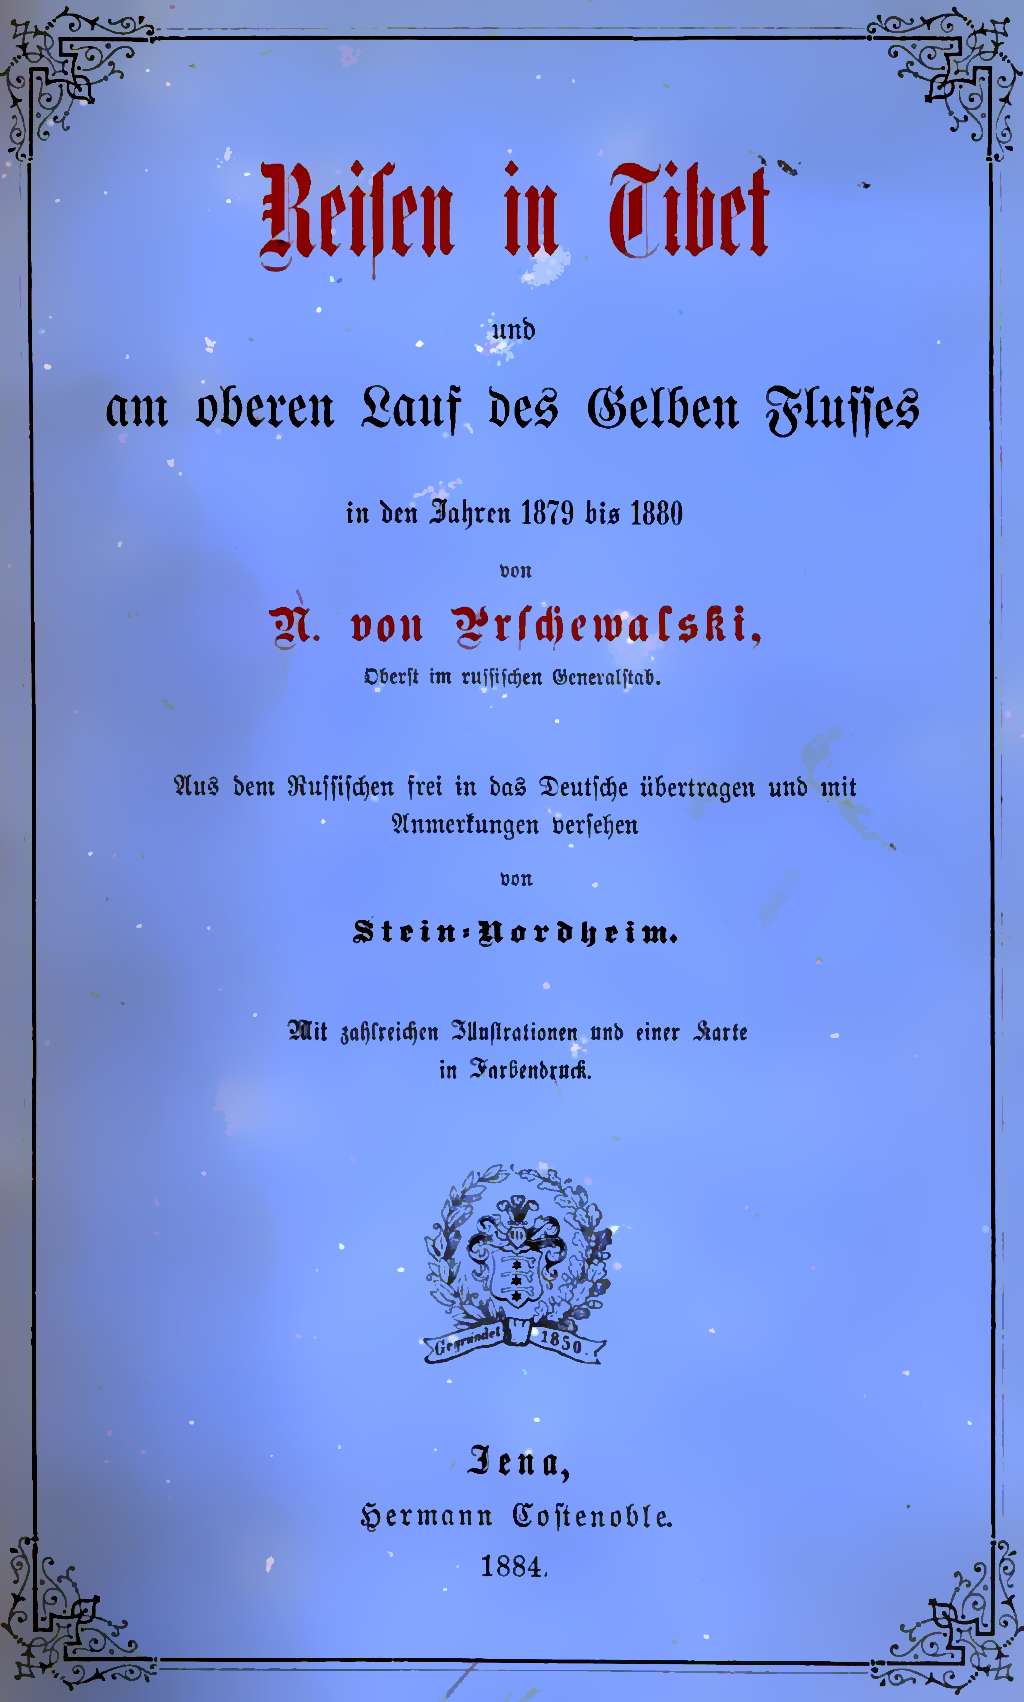 Reisen in Tibet
und
am oberen Lauf des Gelben Flusses
in den Jahren 1879 bis 1880
von
N. von Prschewalski,
Oberst im russischen Generalstab.
Aus dem Russischen frei in das Deutsche übertragen und mit
Anmerkungen versehen
von
Stein-Nordheim.
Mit zahlreichen Illustrationen und einer Karte
in Farbendruck.
Gegründet 1850.
Jena,
Hermann Costenoble.
1884.